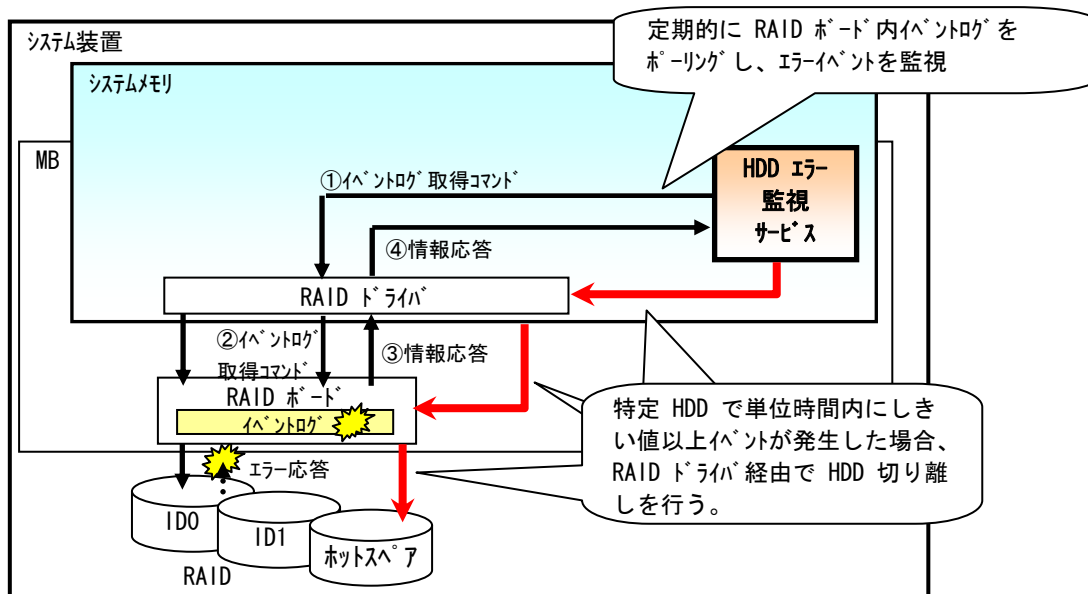 定期的に RAID ﾎﾞｰﾄﾞ内ｲﾍﾞﾝﾄﾛｸﾞを
ﾎﾟｰﾘﾝｸﾞし、ｴﾗｰｲﾍﾞﾝﾄを監視
ｼｽﾃﾑ装置
ｼｽﾃﾑﾒﾓﾘ
MB
HDD ｴﾗｰ
監視
ｻｰﾋﾞｽ
①ｲﾍﾞﾝﾄﾛｸﾞ取得ｺﾏﾝﾄﾞ
④情報応答
RAID ﾄﾞﾗｲﾊﾞ
②ｲﾍﾞﾝﾄﾛｸﾞ
取得ｺﾏﾝﾄﾞ
③情報応答
RAID ﾎﾞｰﾄﾞ
ｲﾍﾞﾝﾄﾛｸﾞ
特定 HDD で単位時間内にしき
い値以上ｲﾍﾞﾝﾄが発生した場合、
RAID ﾄﾞﾗｲﾊﾞ経由で HDD 切り離
しを行う。
ｴﾗｰ応答
ID0
ID1
ﾎｯﾄｽﾍﾟｱ
RAID